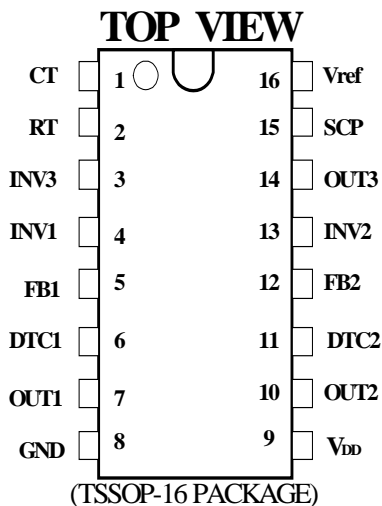 TOP VIEW
CT 1 16 Vref
RT 2 15 SCP
INV3 3 14 OUT3
INV1 4 13 INV2
FB1 5 12 FB2
DTC1 6 11 DTC2
OUT1 7 10 OUT2
GND 8 9 VDD
(TSSOP-16 PACKAGE)